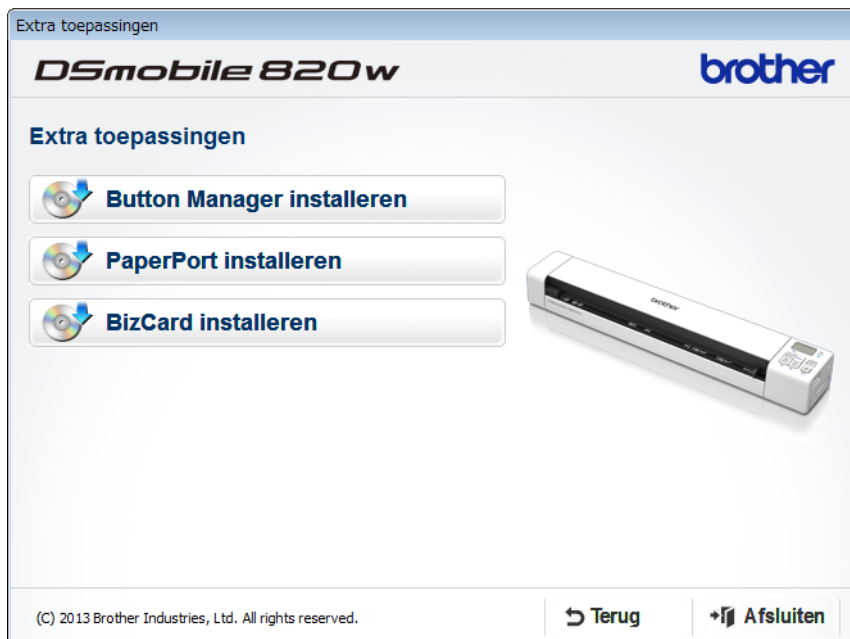 Extra toepassingen
DSmobile 820w
brother
Extra toepassingen
Button Manager installeren
PaperPort installeren
BizCard installeren
brother
(C) 2013 Brother Industries, Ltd. All rights reserved.
Terug
Afsluiten